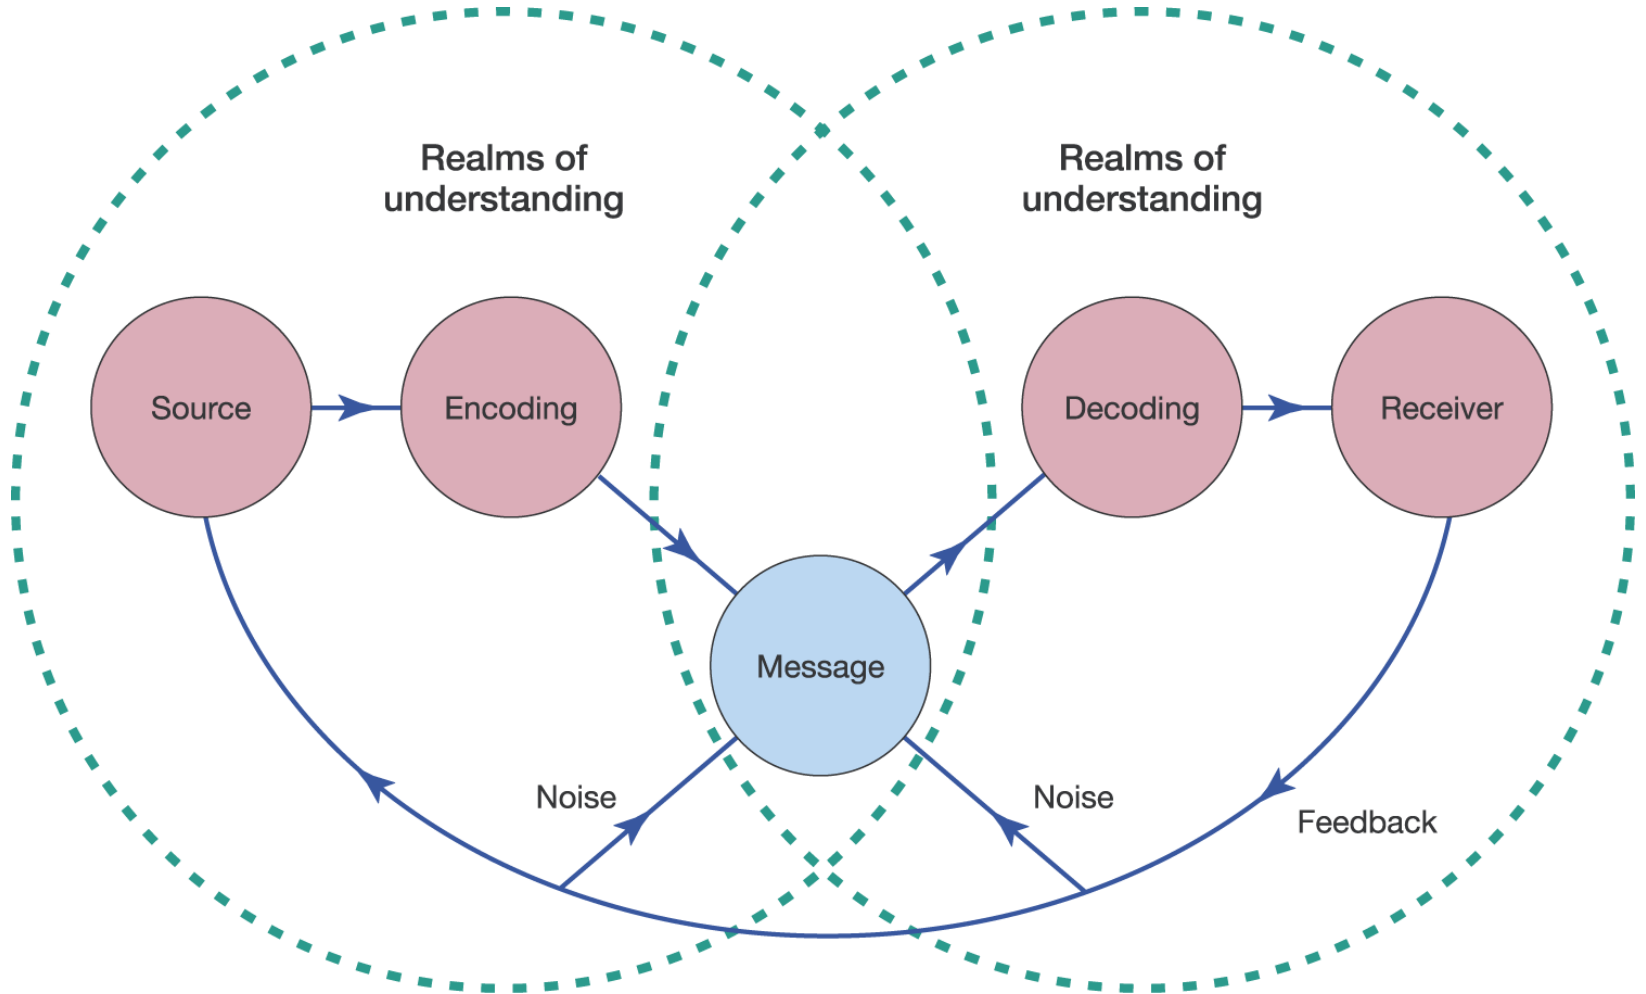 Realms of
understanding
Realms of
understanding
Source
Encoding
Decoding
Receiver
Message
Noise
Noise
Feedback